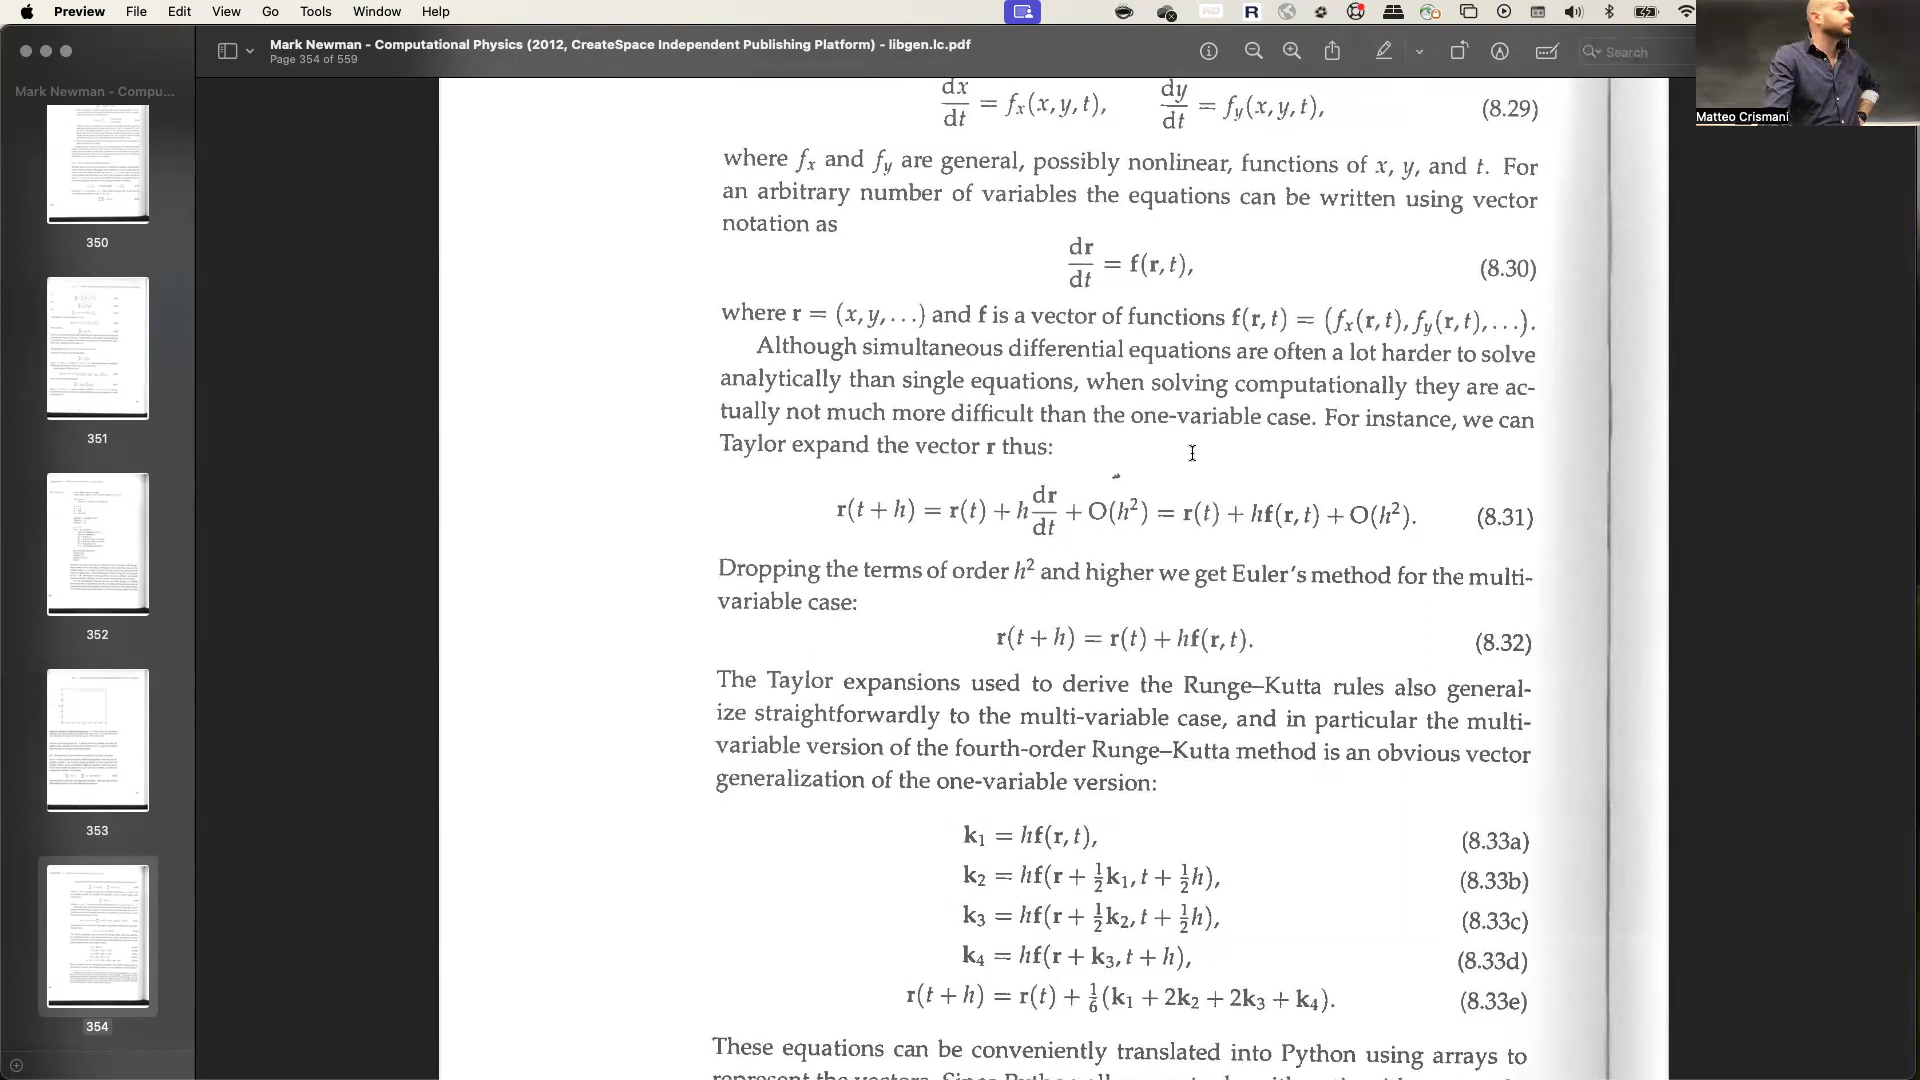 Preview File Edit View Go Tools Window Help
Mark Newman - Computational Physics (2012, CreateSpace Independent Publishing Platform) - libgen.lc.pdf
Page 354 of 559
Search
Matteo Crismani
Mark Newman - Compu...
350
351
352
353
354
dx/dt = fx(x,y,t), dy/dt = fy(x,y,t), (8.29)
where fx and fy are general, possibly nonlinear, functions of x, y, and t. For
an arbitrary number of variables the equations can be written using vector
notation as
dr/dt = f(r,t), (8.30)
where r = (x,y,...) and f is a vector of functions f(r,t) = (fx(r,t), fy(r,t),...).
Although simultaneous differential equations are often a lot harder to solve
analytically than single equations, when solving computationally they are ac-
tually not much more difficult than the one-variable case. For instance, we can
Taylor expand the vector r thus:
r(t + h) = r(t) + h dr/dt + O(h²) = r(t) + hf(r,t) + O(h²). (8.31)
Dropping the terms of order h² and higher we get Euler's method for the multi-
variable case:
r(t + h) = r(t) + hf(r,t). (8.32)
The Taylor expansions used to derive the Runge–Kutta rules also general-
ize straightforwardly to the multi-variable case, and in particular the multi-
variable version of the fourth-order Runge–Kutta method is an obvious vector
generalization of the one-variable version:
k₁ = hf(r,t), (8.33a)
k₂ = hf(r + ½k₁, t + ½h), (8.33b)
k₃ = hf(r + ½k₂, t + ½h), (8.33c)
k₄ = hf(r + k₃, t + h), (8.33d)
r(t + h) = r(t) + ⅙(k₁ + 2k₂ + 2k₃ + k₄). (8.33e)
These equations can be conveniently translated into Python using arrays to